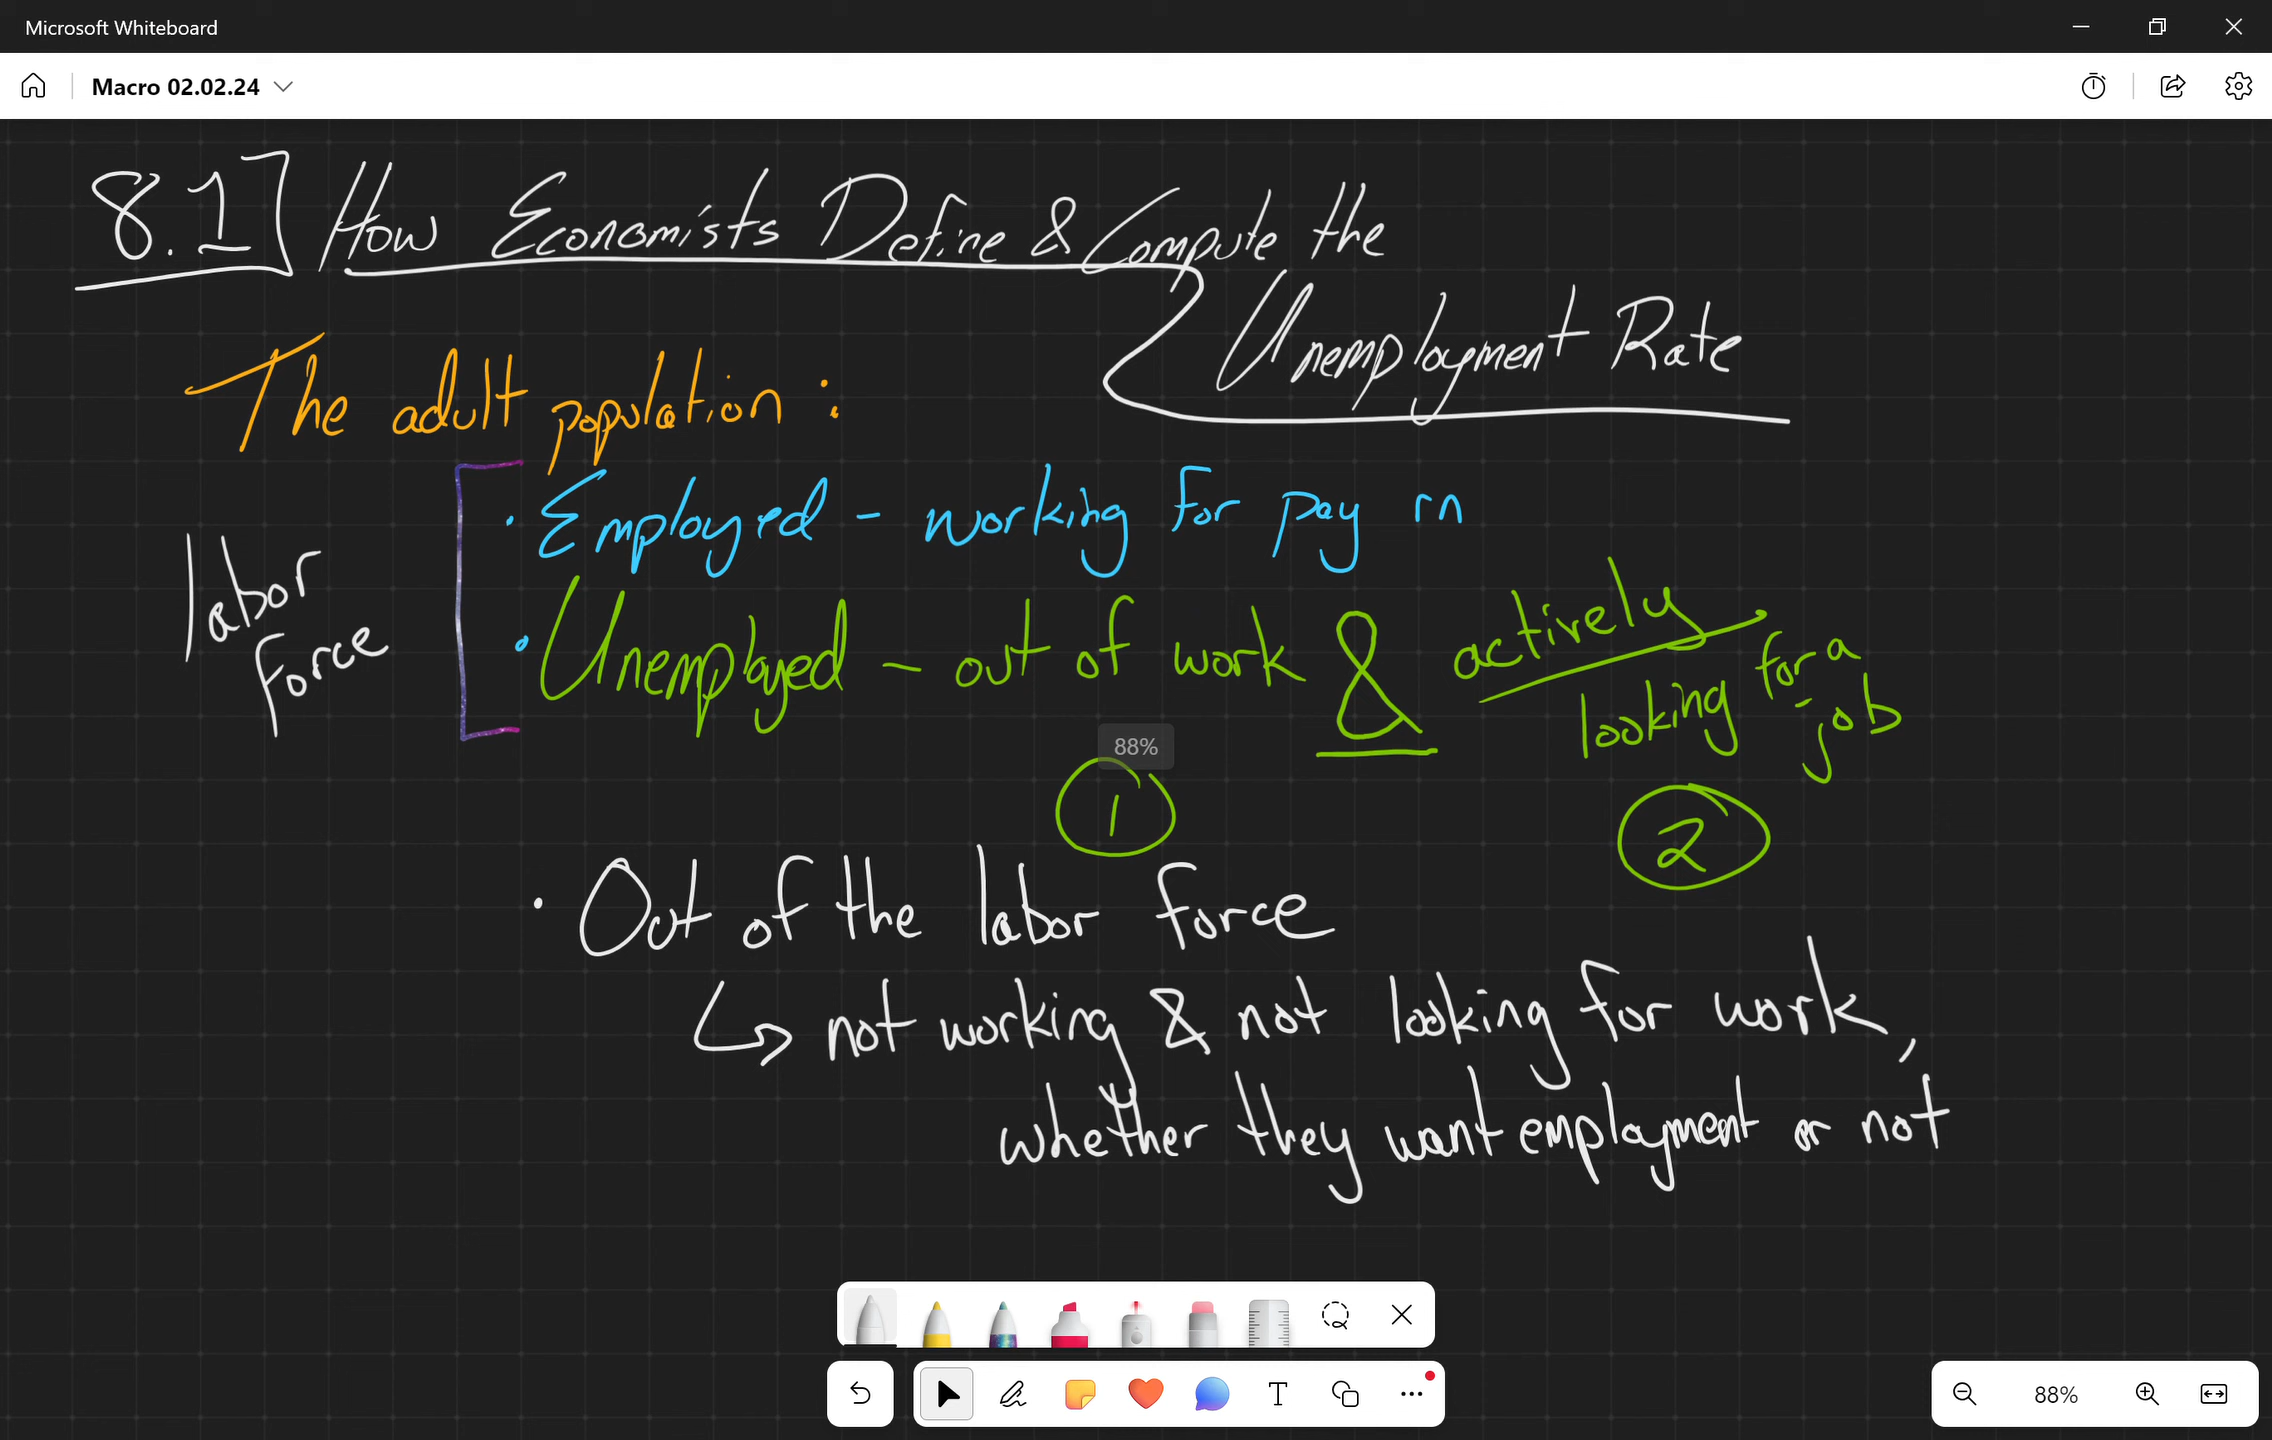 Microsoft Whiteboard
Macro 02.02.24
8.1] How Economists Define & Compute the
Unemployment Rate
The adult population :
labor
force
• Employed - working for pay rn
• Unemployed - out of work & actively
looking for a
job
88%
1
2
• Out of the labor force
↳ not working & not looking for work,
whether they want employment or not
T
88%